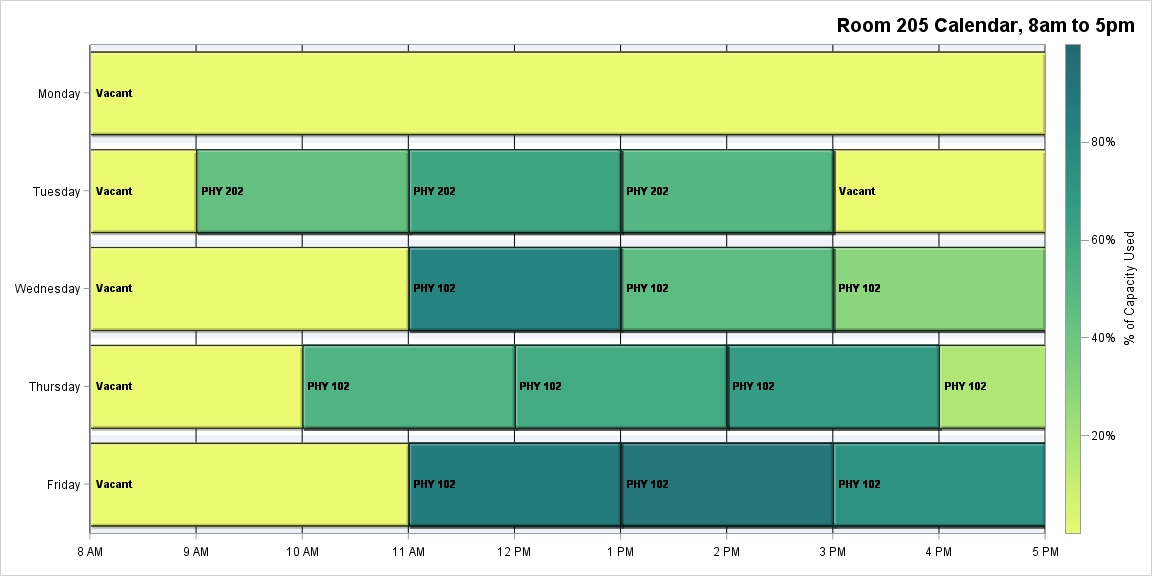 Room 205 Calendar, 8am to 5pm
Monday
Vacant
Tuesday
Vacant
PHY 202
PHY 202
PHY 202
Vacant
Wednesday
Vacant
PHY 102
PHY 102
PHY 102
Thursday
Vacant
PHY 102
PHY 102
PHY 102
PHY 102
Friday
Vacant
PHY 102
PHY 102
PHY 102
8 AM
9 AM
10 AM
11 AM
12 PM
1 PM
2 PM
3 PM
4 PM
5 PM
80%
60%
40%
20%
% of Capacity Used